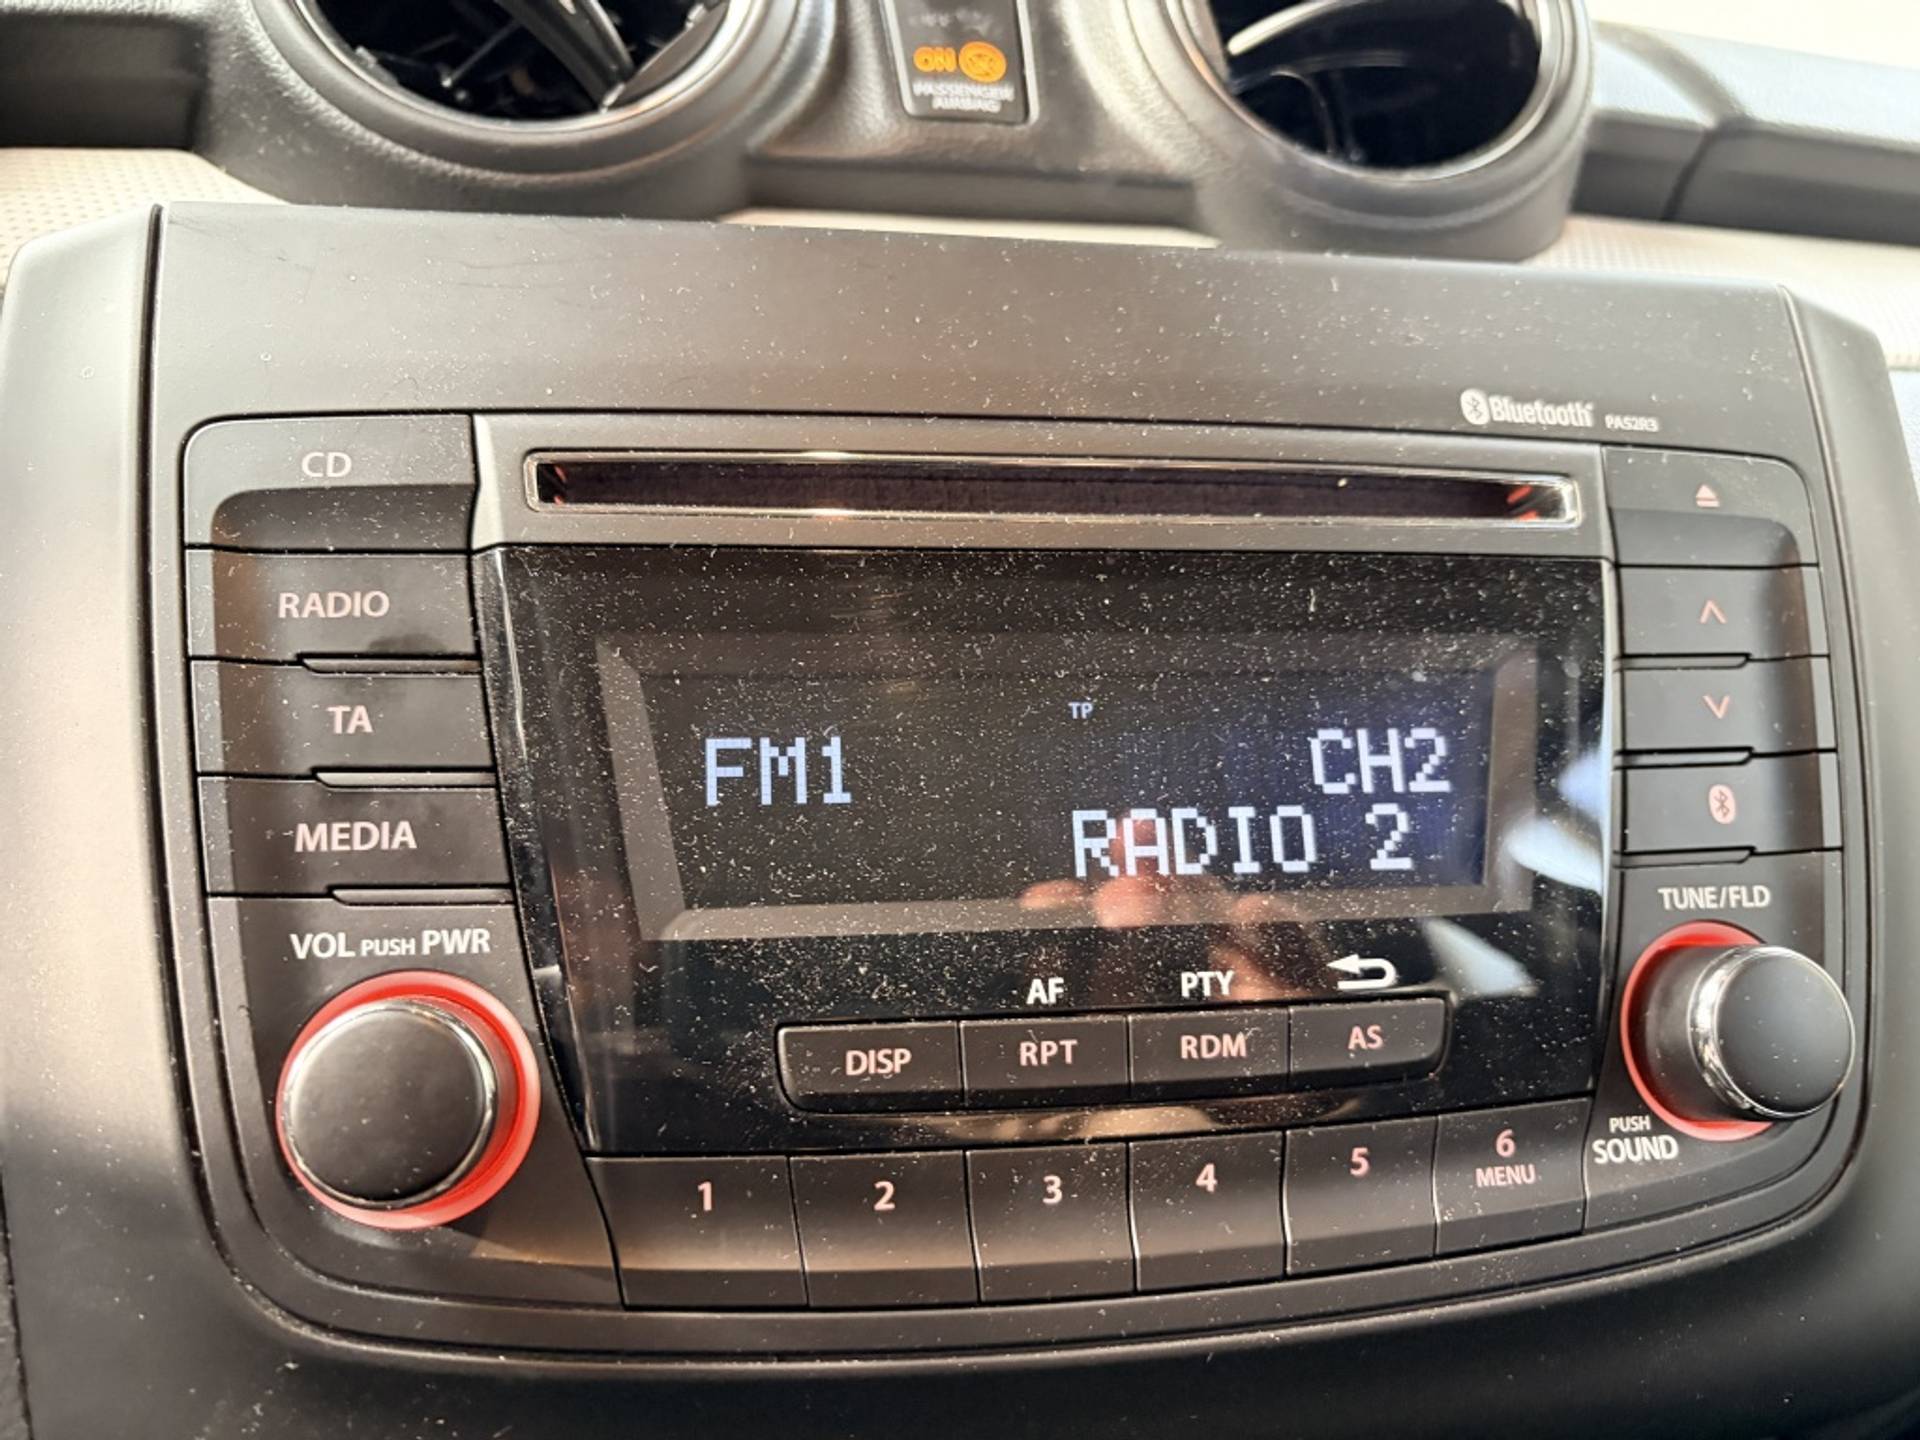 ON
PASSENGER
AIRBAG
Bluetooth PA52R3
CD
RADIO
TA
MEDIA
VOL PUSH PWR
TP
FM1 CH2
RADIO 2
TUNE/FLD
AF PTY
DISP RPT RDM AS
PUSH
SOUND
1 2 3 4 5 6
MENU